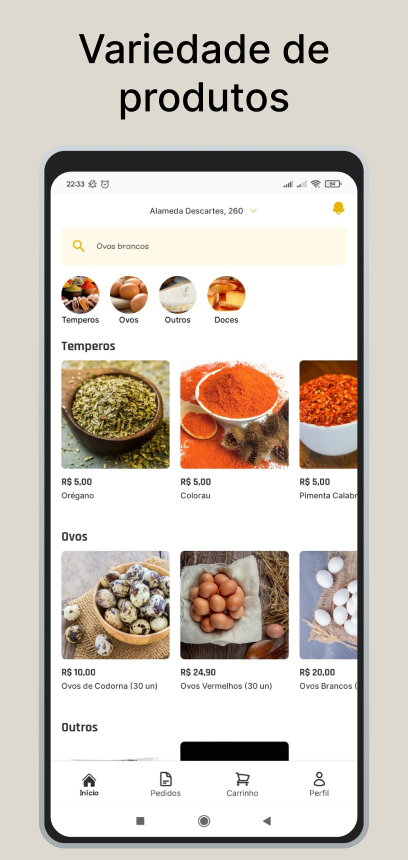 Variedade de
produtos
22:33
84
Alameda Descartes, 260
Ovos brancos
Temperos Ovos Outros Doces
Temperos
R$ 5,00 R$ 5,00 R$ 5,00
Orégano Colorau Pimenta Calabr
Ovos
R$ 10,00 R$ 24,90 R$ 20,00
Ovos de Codorna (30 un) Ovos Vermelhos (30 un) Ovos Brancos (
Outros
Início Pedidos Carrinho Perfil